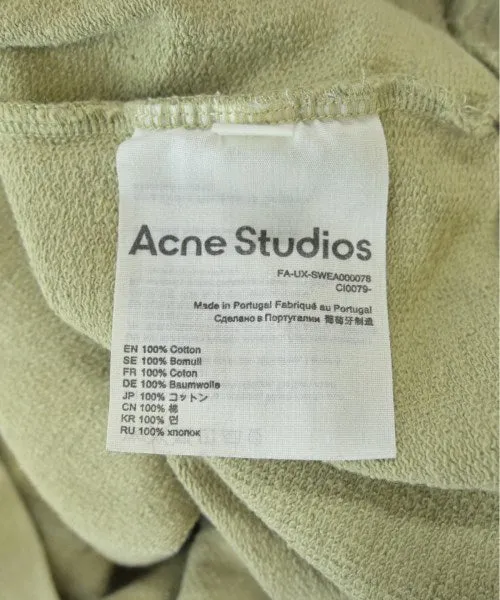 Acne Studios
FA-UX-SWEA000078
CI0079-
Made in Portugal Fabriqué au Portugal
Сделано в Португалии 葡萄牙制造
EN 100% Cotton
SE 100% Bomull
FR 100% Coton
DE 100% Baumwolle
JP 100% コットン
CN 100% 棉
KR 100% 면
RU 100% хлопок